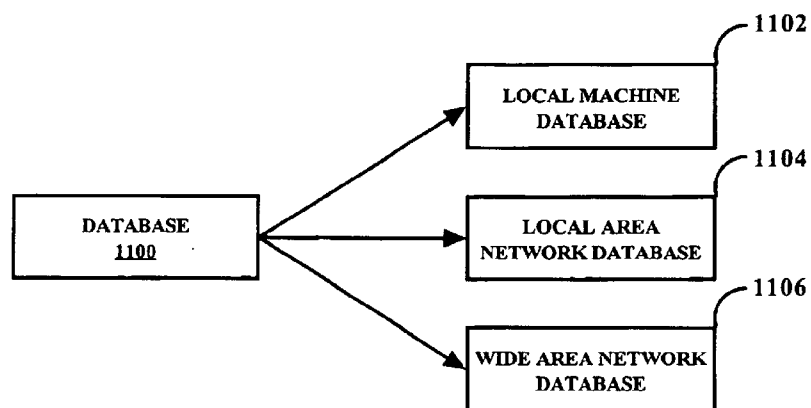 1102
LOCAL MACHINE
DATABASE
1104
DATABASE
1100
LOCAL AREA
NETWORK DATABASE
1106
WIDE AREA NETWORK
DATABASE